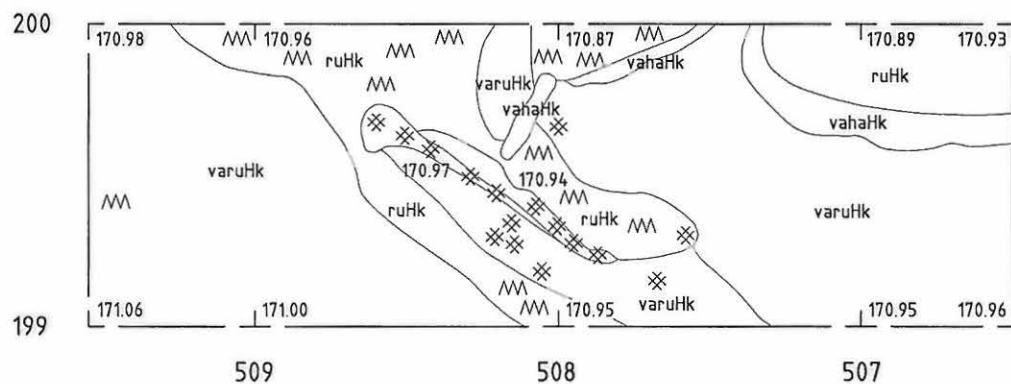 200
170.98 170.96 170.87 170.89 170.93
ruHk vahaHk ruHk
varuHk
vahaHk
vahaHk
varuHk 170.97 170.94
ruHk ruHk varuHk
171.06 171.00 170.95 varuHk 170.95 170.96
199
509 508 507